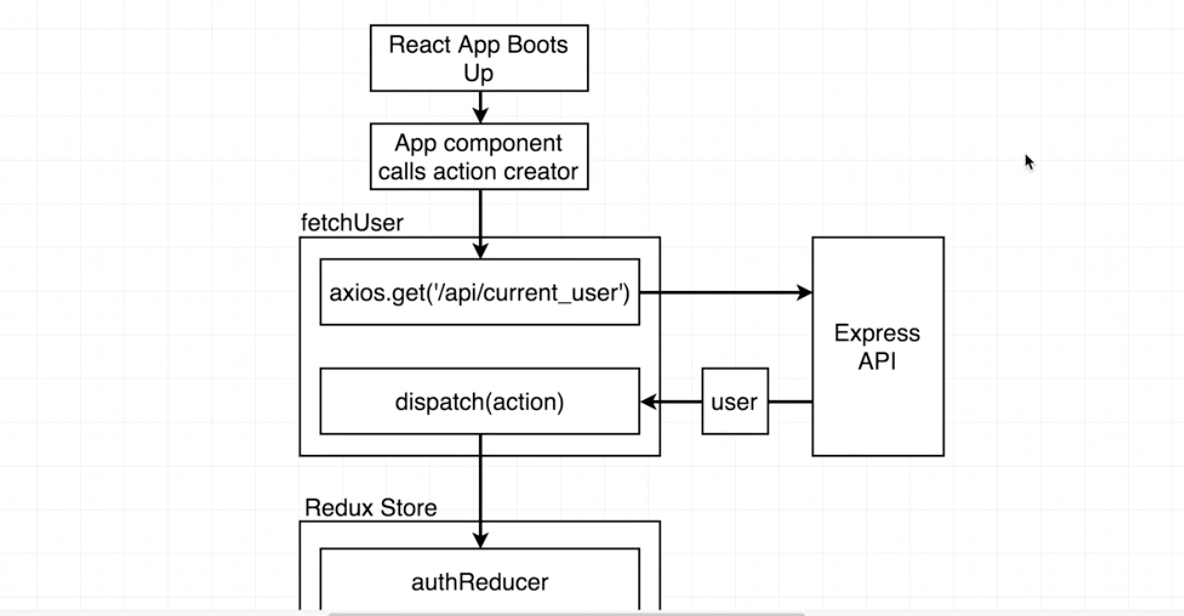 React App Boots
Up
App component
calls action creator
fetchUser
axios.get('/api/current_user')
Express
API
dispatch(action)
user
Redux Store
authReducer